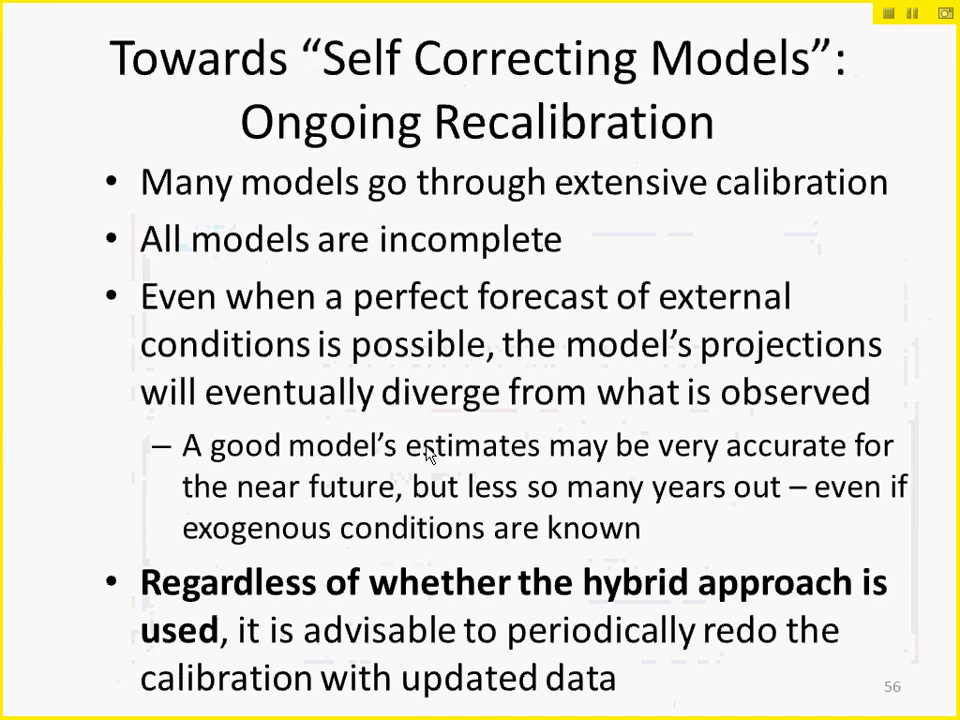 Towards “Self Correcting Models”:
Ongoing Recalibration
• Many models go through extensive calibration
• All models are incomplete
• Even when a perfect forecast of external
conditions is possible, the model’s projections
will eventually diverge from what is observed
– A good model’s estimates may be very accurate for
the near future, but less so many years out – even if
exogenous conditions are known
• Regardless of whether the hybrid approach is
used, it is advisable to periodically redo the
calibration with updated data
56